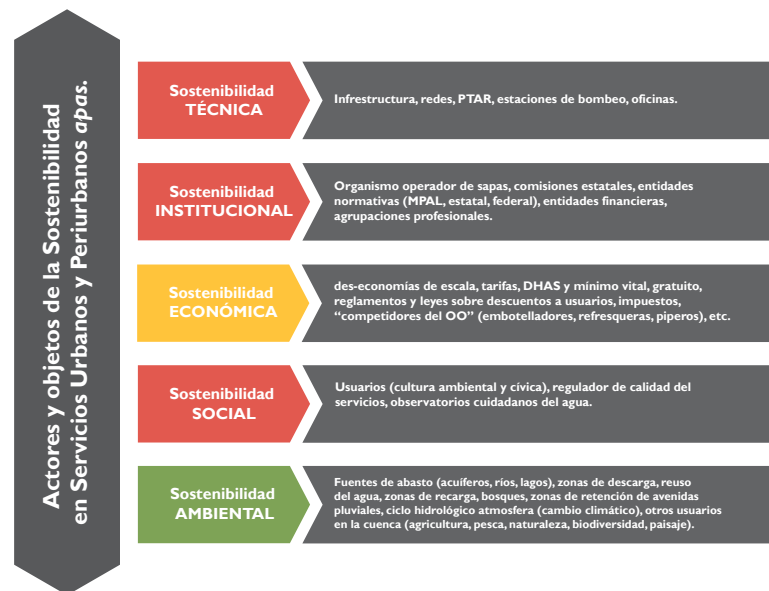 Actores y objetos de la Sostenibilidad
en Servicios Urbanos y Periurbanos apas.
Sostenibilidad
TÉCNICA
Infrestructura, redes, PTAR, estaciones de bombeo, oficinas.
Sostenibilidad
INSTITUCIONAL
Organismo operador de sapas, comisiones estatales, entidades
normativas (MPAL, estatal, federal), entidades financieras,
agrupaciones profesionales.
Sostenibilidad
ECONÓMICA
des-economías de escala, tarifas, DHAS y mínimo vital, gratuito,
reglamentos y leyes sobre descuentos a usuarios, impuestos,
“competidores del OO” (embotelladores, refresqueras, piperos), etc.
Sostenibilidad
SOCIAL
Usuarios (cultura ambiental y cívica), regulador de calidad del
servicios, observatorios cuidadanos del agua.
Sostenibilidad
AMBIENTAL
Fuentes de abasto (acuíferos, ríos, lagos), zonas de descarga, reuso
del agua, zonas de recarga, bosques, zonas de retención de avenidas
pluviales, ciclo hidrológico atmosfera (cambio climático), otros usuarios
en la cuenca (agricultura, pesca, naturaleza, biodiversidad, paisaje).